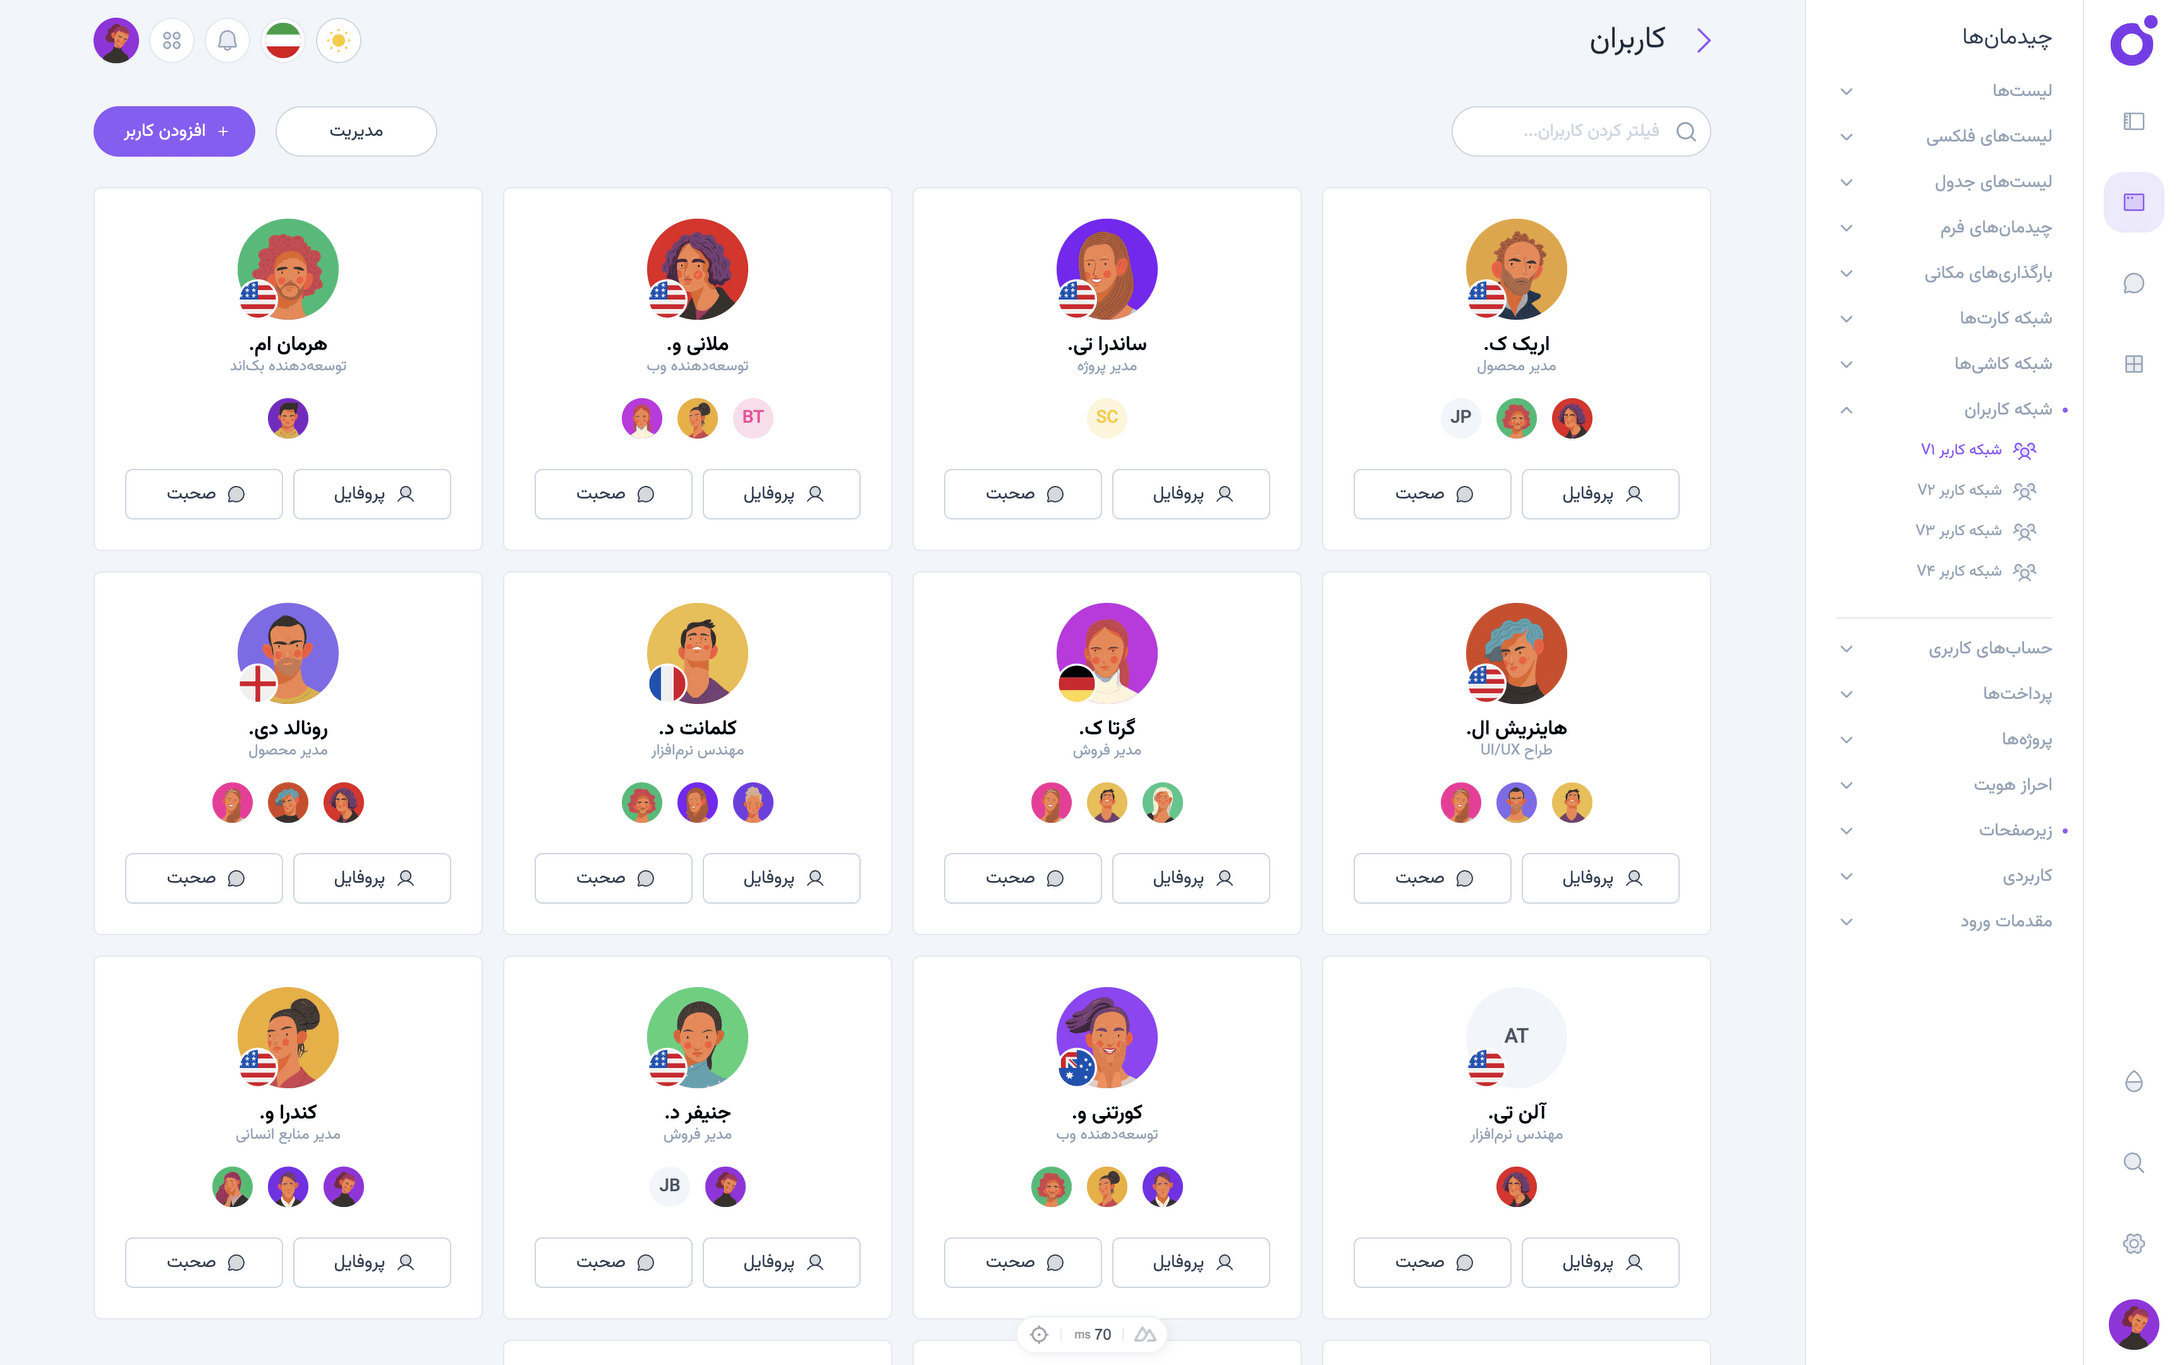 چیدمان‌ها
لیست‌ها
لیست‌های فلکسی
لیست‌های جدول
چیدمان‌های فرم
بارگذاری‌های مکانی
شبکه کارت‌ها
شبکه کاشی‌ها
شبکه کاربران
شبکه کاربر V۱
شبکه کاربر V۲
شبکه کاربر V۳
شبکه کاربر V۴
حساب‌های کاربری
پرداخت‌ها
پروژه‌ها
احراز هویت
زیرصفحات
کاربردی
مقدمات ورود
کاربران
فیلتر کردن کاربران...
مدیریت
+ افزودن کاربر
اریک ک.
مدیر محصول
JP
پروفایل
صحبت
ساندرا تی.
مدیر پروژه
SC
پروفایل
صحبت
ملانی و.
توسعه‌دهنده وب
BT
پروفایل
صحبت
هرمان ام.
توسعه‌دهنده بک‌اند
پروفایل
صحبت
هاینریش ال.
طراح UI/UX
پروفایل
صحبت
گرتا ک.
مدیر فروش
پروفایل
صحبت
کلمانت د.
مهندس نرم‌افزار
پروفایل
صحبت
رونالد دی.
مدیر محصول
پروفایل
صحبت
AT
آلن تی.
مهندس نرم‌افزار
پروفایل
صحبت
کورتنی و.
توسعه‌دهنده وب
پروفایل
صحبت
جنیفر د.
مدیر فروش
JB
پروفایل
صحبت
کندرا و.
مدیر منابع انسانی
پروفایل
صحبت
70 ms